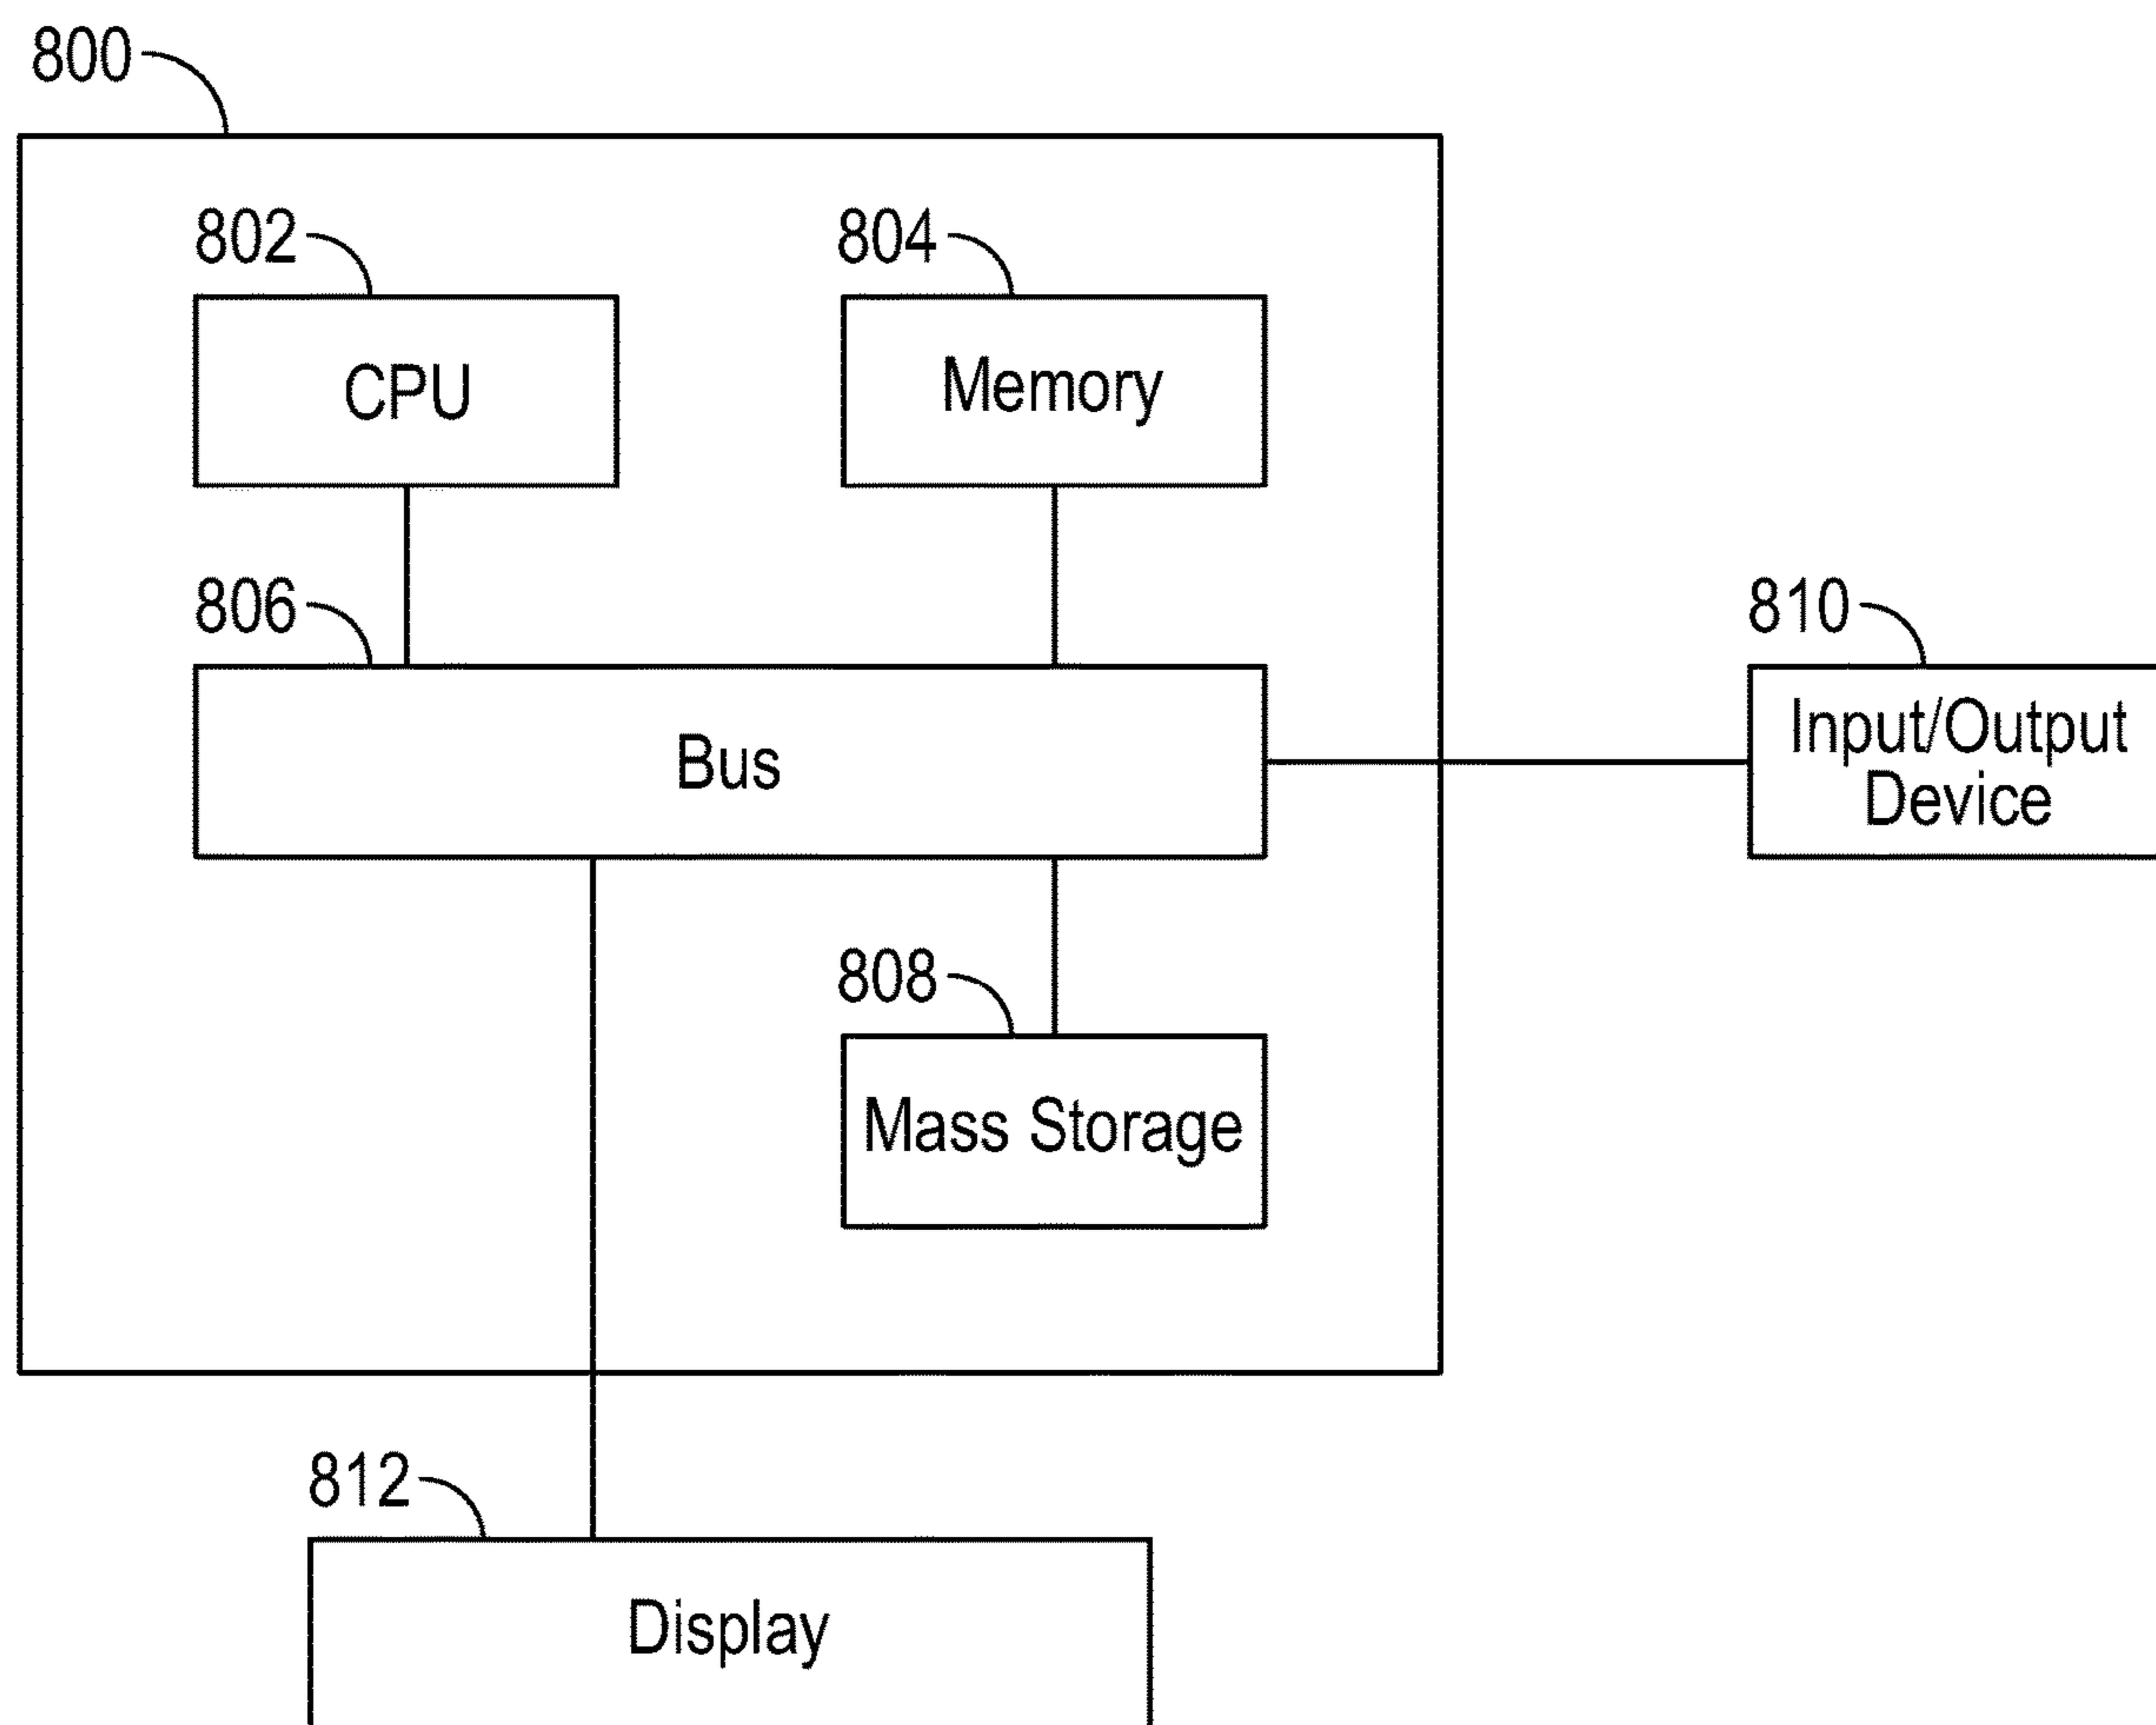 800
802
804
CPU
Memory
806
810
Bus
Input/Output
Device
808
Mass Storage
812
Display